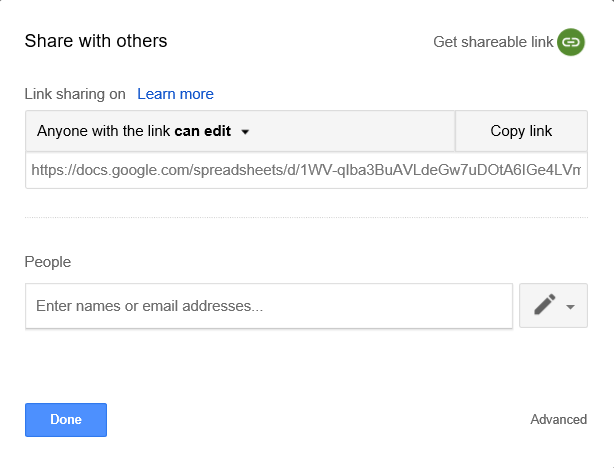 Share with others
Get shareable link
Link sharing on Learn more
Anyone with the link can edit
Copy link
https://docs.google.com/spreadsheets/d/1WV-qIba3BuAVLdeGw7uDOtA6IGe4LVm
People
Enter names or email addresses...
Done
Advanced